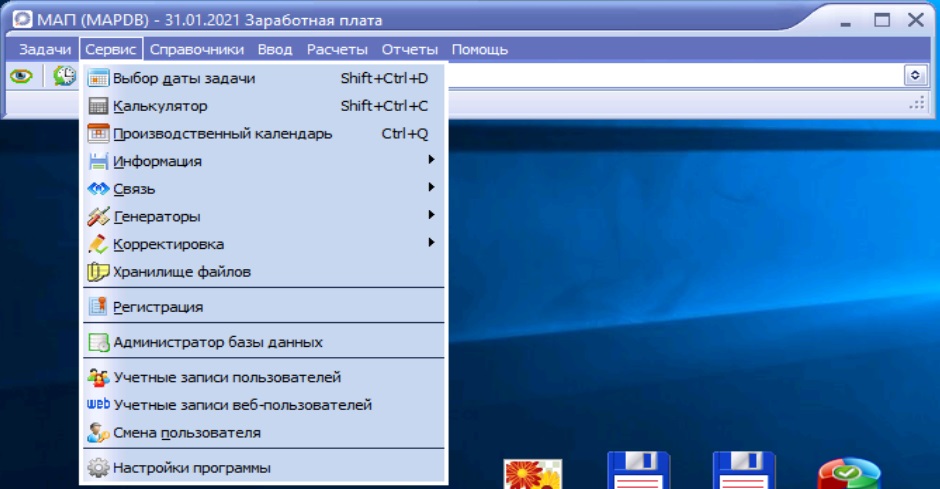 МАП (MAPDB) - 31.01.2021 Заработная плата
Задачи Сервис Справочники Ввод Расчеты Отчеты Помощь
Выбор даты задачи Shift+Ctrl+D
Калькулятор Shift+Ctrl+C
Производственный календарь Ctrl+Q
Информация
Связь
Генераторы
Корректировка
Хранилище файлов
Регистрация
Администратор базы данных
Учетные записи пользователей
web Учетные записи веб-пользователей
Смена пользователя
Настройки программы